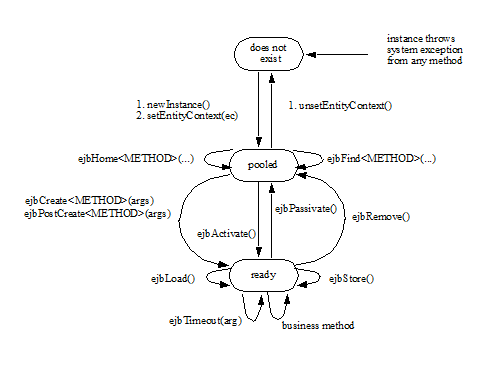 instance throws
system exception
from any method
does not
exist
1. newInstance()
2. setEntityContext(ec)
1. unsetEntityContext()
ejbHome<METHOD>(...)
pooled
ejbFind<METHOD>(...)
ejbCreate<METHOD>(args)
ejbPostCreate<METHOD>(args)
ejbPassivate()
ejbRemove()
ejbActivate()
ejbLoad()
ready
ejbStore()
ejbTimeout(arg)
business method